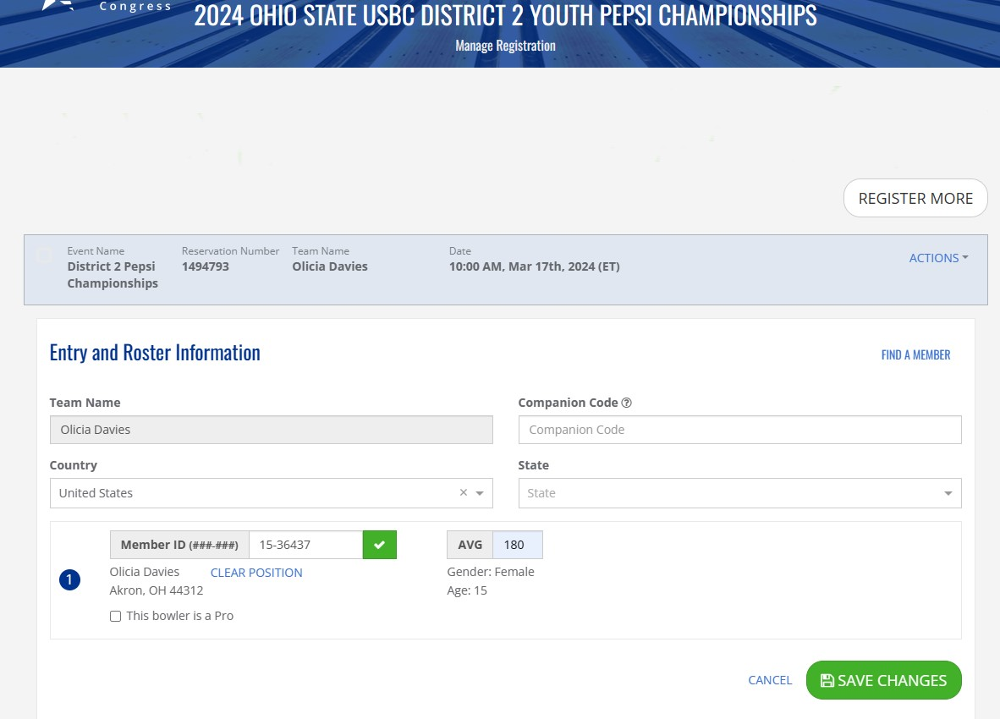 Congress
2024 OHIO STATE USBC DISTRICT 2 YOUTH PEPSI CHAMPIONSHIPS
Manage Registration
REGISTER MORE
Event Name Reservation Number Team Name Date
District 2 Pepsi 1494793 Olicia Davies 10:00 AM, Mar 17th, 2024 (ET) ACTIONS
Championships
Entry and Roster Information
FIND A MEMBER
Team Name Companion Code
Olicia Davies Companion Code
Country State
United States State
Member ID (###-###) 15-36437 AVG 180
1
Olicia Davies CLEAR POSITION Gender: Female
Akron, OH 44312 Age: 15
This bowler is a Pro
CANCEL SAVE CHANGES